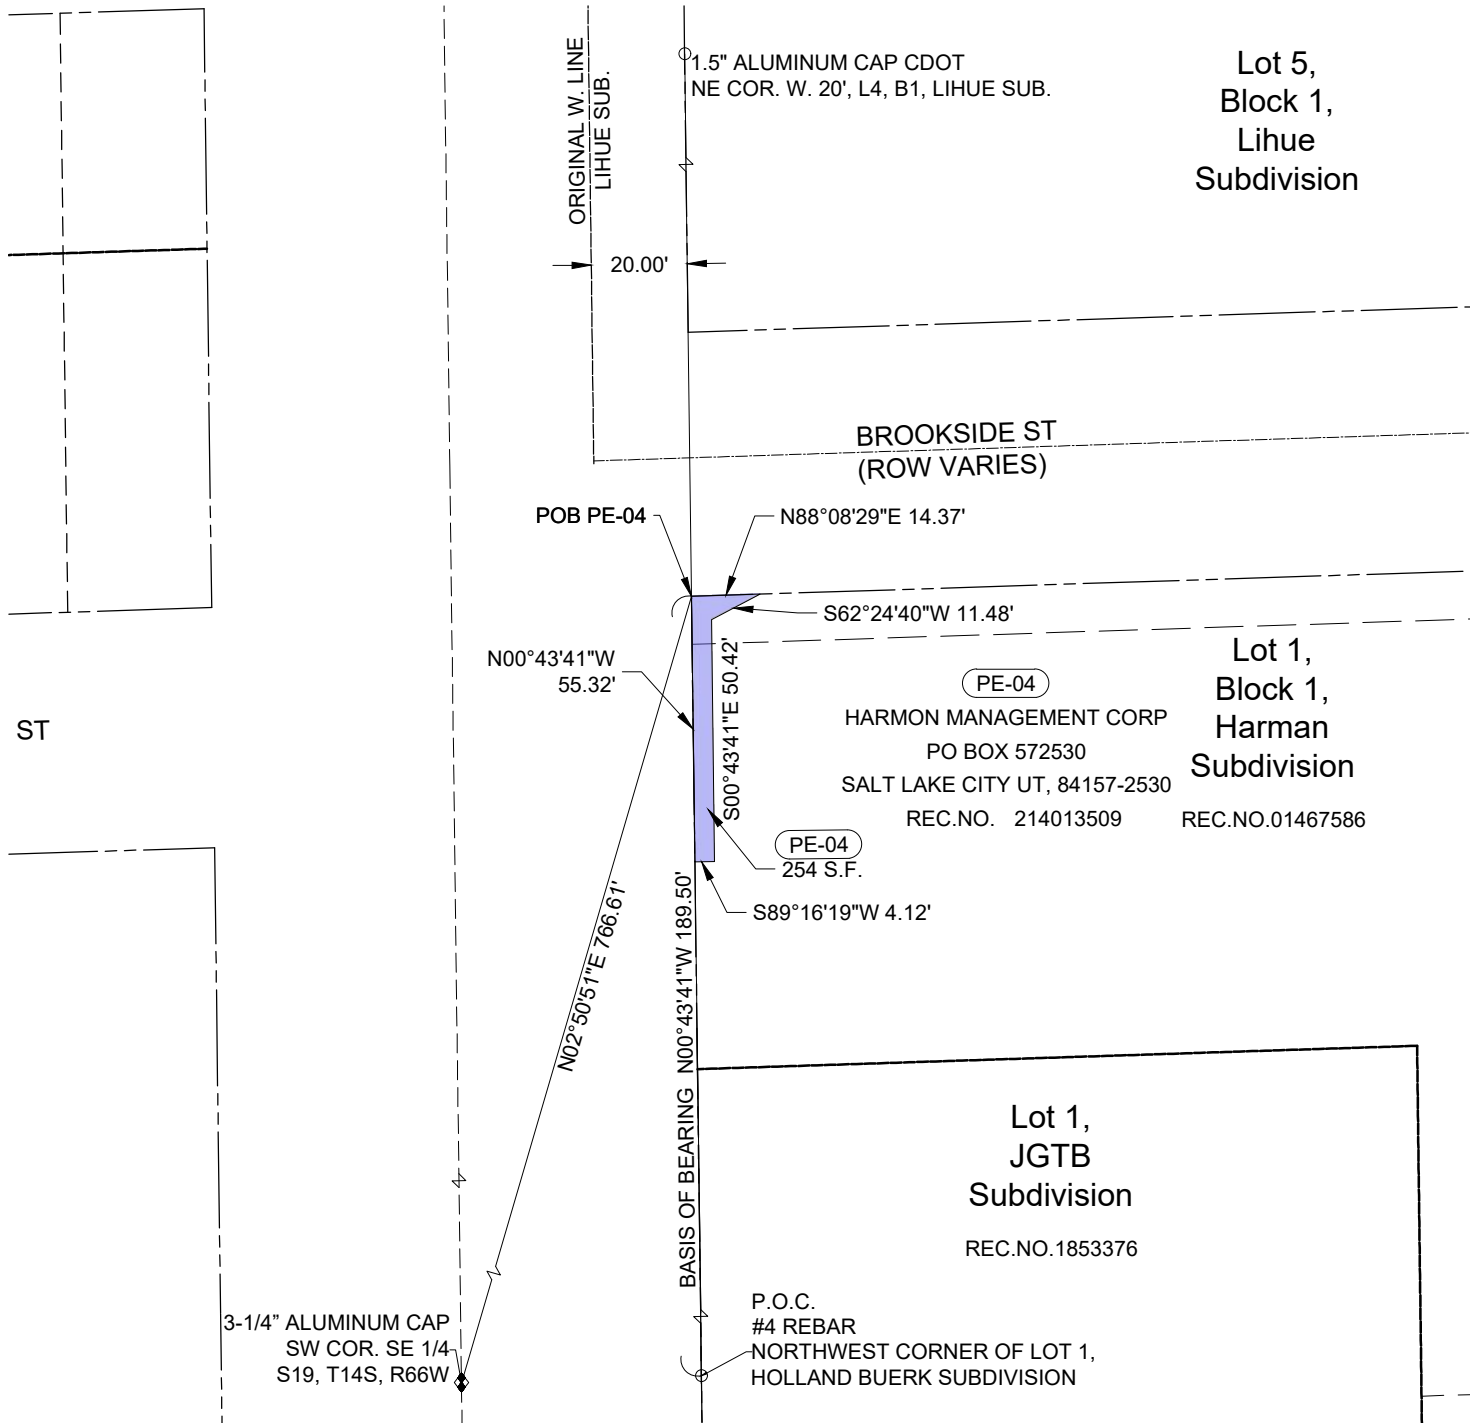 ORIGINAL W. LINE
LIHUE SUB.
1.5" ALUMINUM CAP CDOT
NE COR. W. 20', L4, B1, LIHUE SUB.
Lot 5,
Block 1,
Lihue
Subdivision
20.00'
BROOKSIDE ST
(ROW VARIES)
POB PE-04
N88°08'29"E 14.37'
S62°24'40"W 11.48'
N00°43'41"W
55.32'
S00°43'41"E 50.42'
PE-04
HARMON MANAGEMENT CORP
PO BOX 572530
SALT LAKE CITY UT, 84157-2530
REC.NO. 214013509
Lot 1,
Block 1,
Harman
Subdivision
REC.NO.01467586
ST
PE-04
254 S.F.
S89°16'19"W 4.12'
N02°50'51"E 766.61'
BASIS OF BEARING N00°43'41"W 189.50'
Lot 1,
JGTB
Subdivision
REC.NO.1853376
3-1/4” ALUMINUM CAP
SW COR. SE 1/4
S19, T14S, R66W
P.O.C.
#4 REBAR
NORTHWEST CORNER OF LOT 1,
HOLLAND BUERK SUBDIVISION